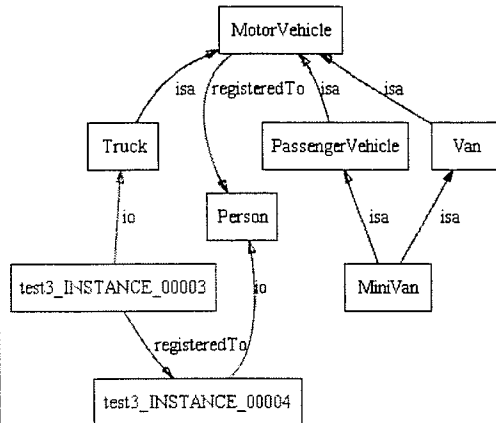 MotorVehicle
isa
registeredTo
isa
isa
Truck
PassengerVehicle
Van
io
Person
isa
isa
test3_INSTANCE_00003
io
MiniVan
registeredTo
test3_INSTANCE_00004